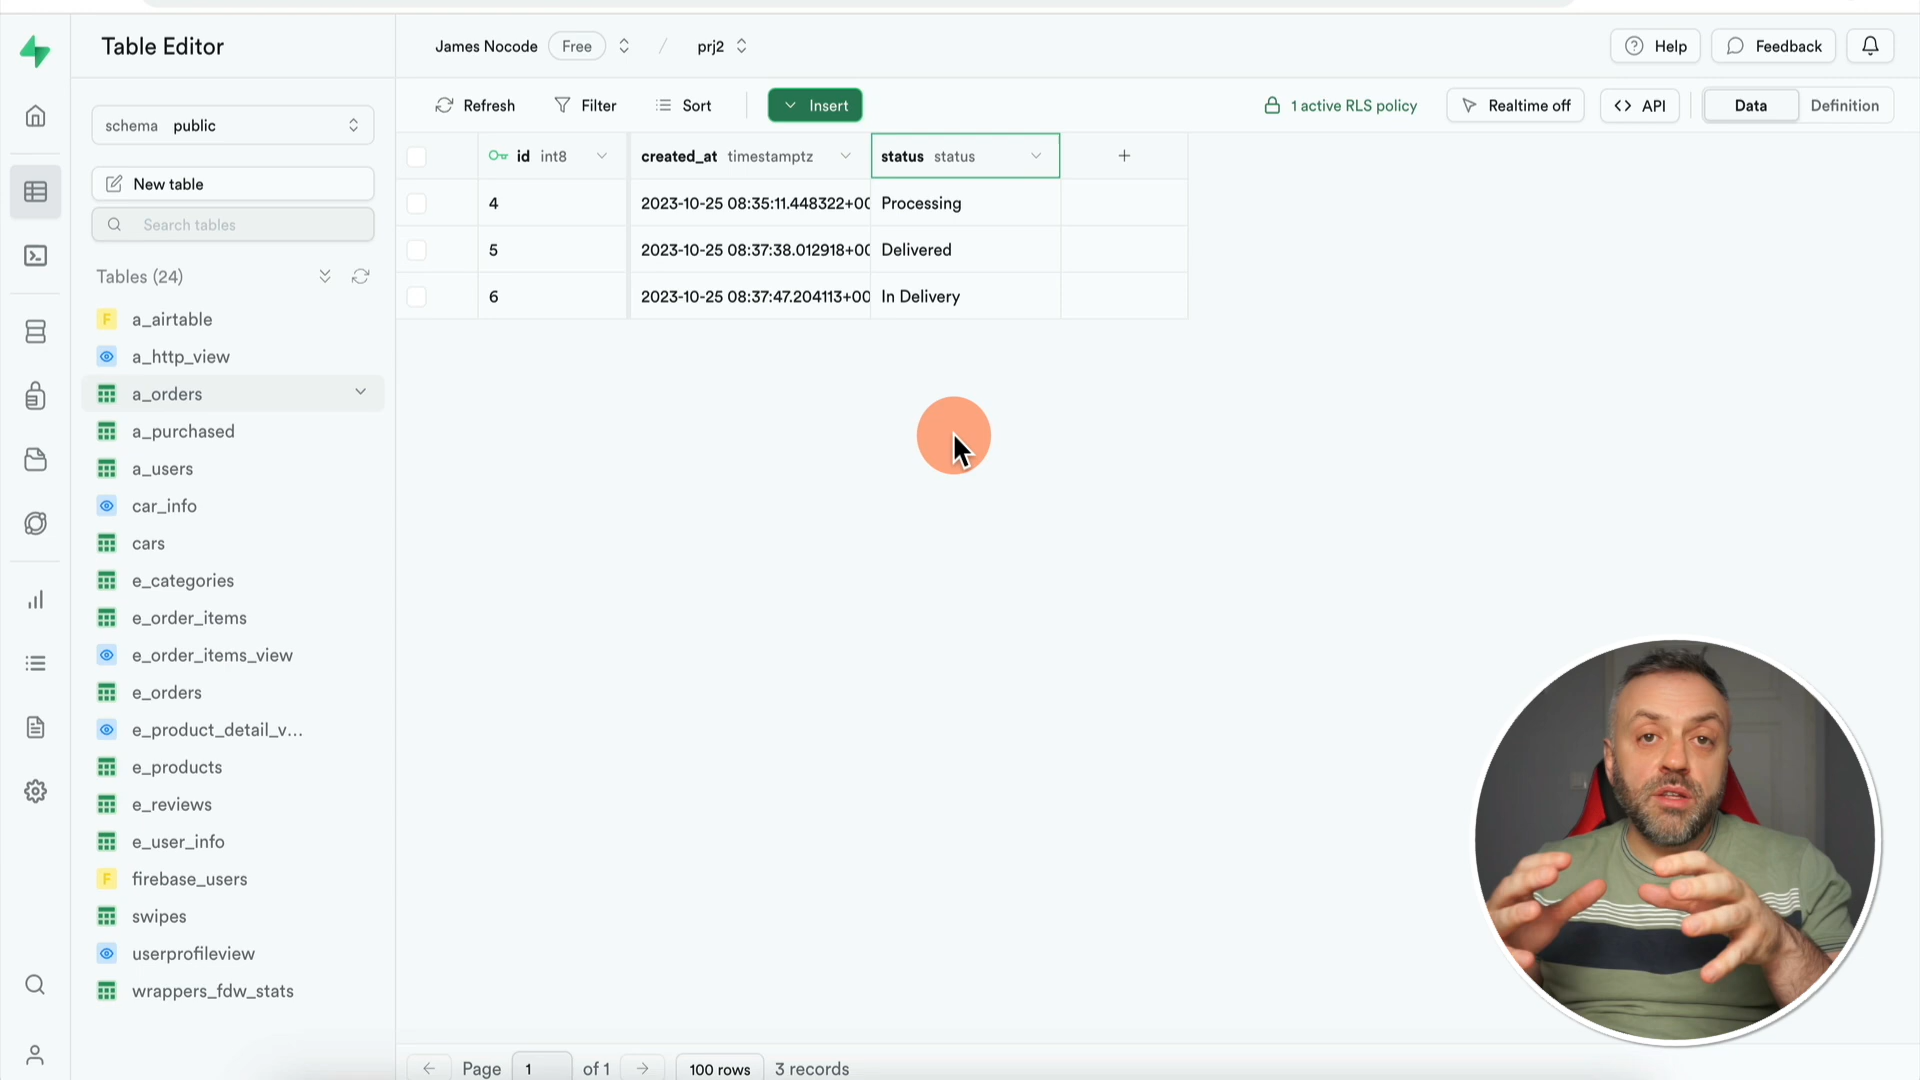 Table Editor
James Nocode Free / prj2
Help
Feedback
schema public
Refresh
Filter
Sort
Insert
1 active RLS policy
Realtime off
API
Data
Definition
New table
Search tables
Tables (24)
id int8
created_at timestamptz
status status
4 2023-10-25 08:35:11.448322+00 Processing
5 2023-10-25 08:37:38.012918+00 Delivered
6 2023-10-25 08:37:47.204113+00 In Delivery
F a_airtable
a_http_view
a_orders
a_purchased
a_users
car_info
cars
e_categories
e_order_items
e_order_items_view
e_orders
e_product_detail_v...
e_products
e_reviews
e_user_info
F firebase_users
swipes
userprofileview
wrappers_fdw_stats
Page 1 of 1
100 rows
3 records